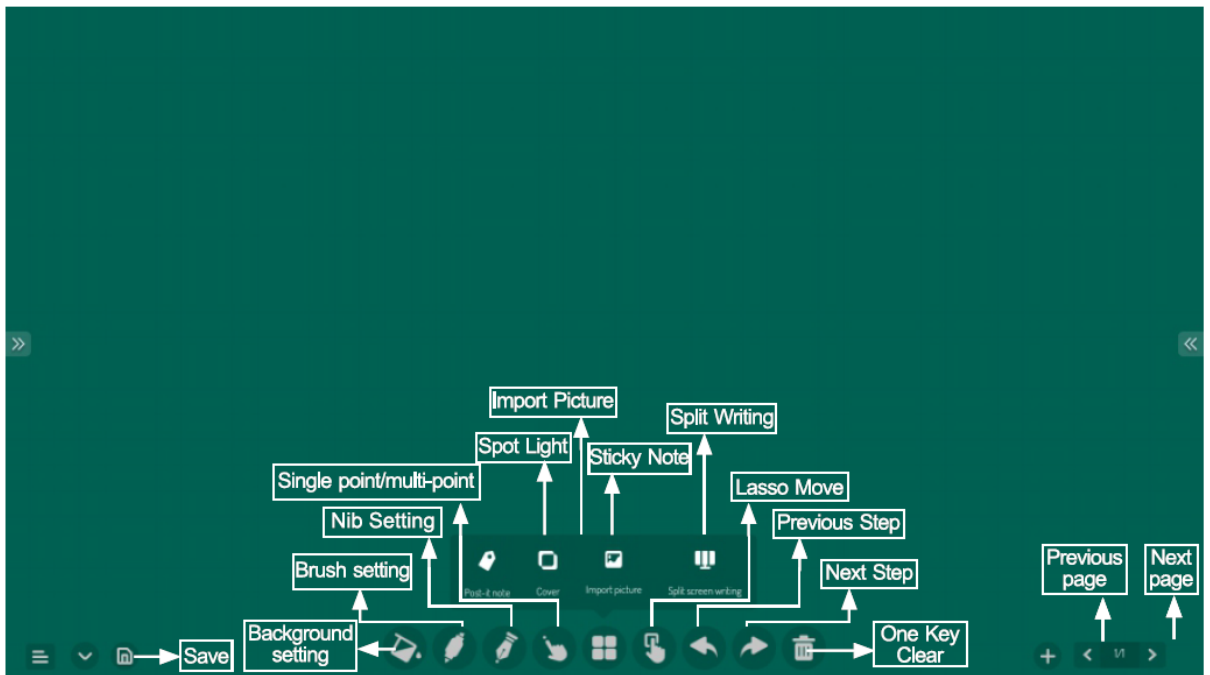 Import Picture
Split Writing
Spot Light
Sticky Note
Single point/multi-point
Lasso Move
Nib Setting
Previous Step
Brush setting
Next Step
Previous page
Next page
Post-it note
Cover
Import picture
Split screen writing
Background setting
One Key Clear
Save
1/1